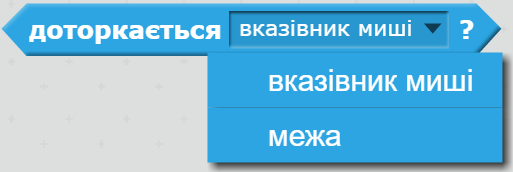 доторкається вказівник миші ?
вказівник миші
межа